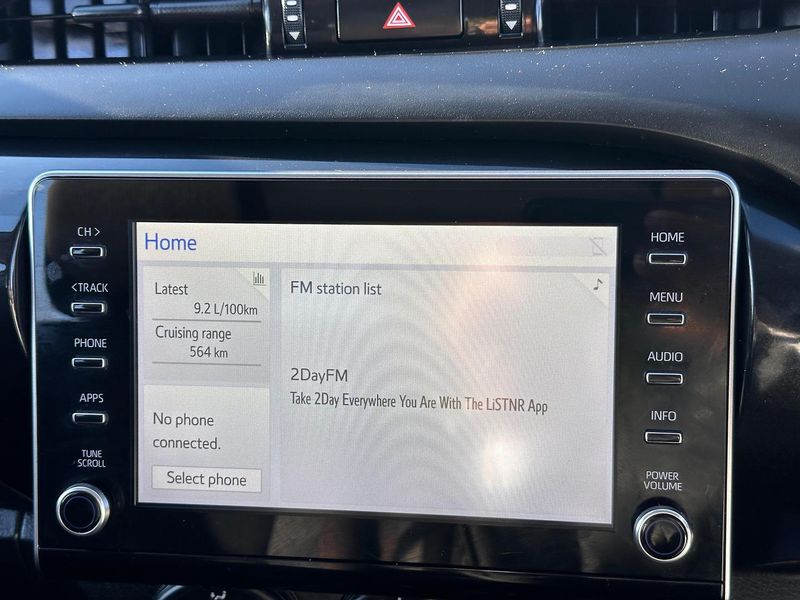 CH >
< TRACK
PHONE
APPS
TUNE
SCROLL
Home
Latest
9.2 L/100km
Cruising range
564 km
No phone
connected.
Select phone
FM station list
2DayFM
Take 2Day Everywhere You Are With The LiSTNR App
HOME
MENU
AUDIO
INFO
POWER
VOLUME